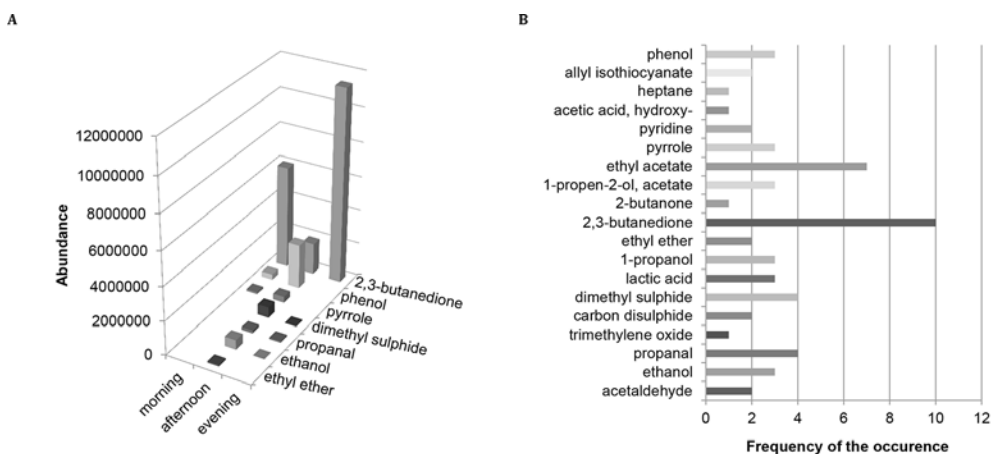 A
12000000
10000000
8000000
6000000
4000000
2000000
0
Abundance
morning
afternoon
evening
2,3-butanedione
phenol
pyrrole
dimethyl sulphide
propanal
ethanol
ethyl ether
B
phenol
allyl isothiocyanate
heptane
acetic acid, hydroxy-
pyridine
pyrrole
ethyl acetate
1-propen-2-ol, acetate
2-butanone
2,3-butanedione
ethyl ether
1-propanol
lactic acid
dimethyl sulphide
carbon disulphide
trimethylene oxide
propanal
ethanol
acetaldehyde
0 2 4 6 8 10 12
Frequency of the occurence